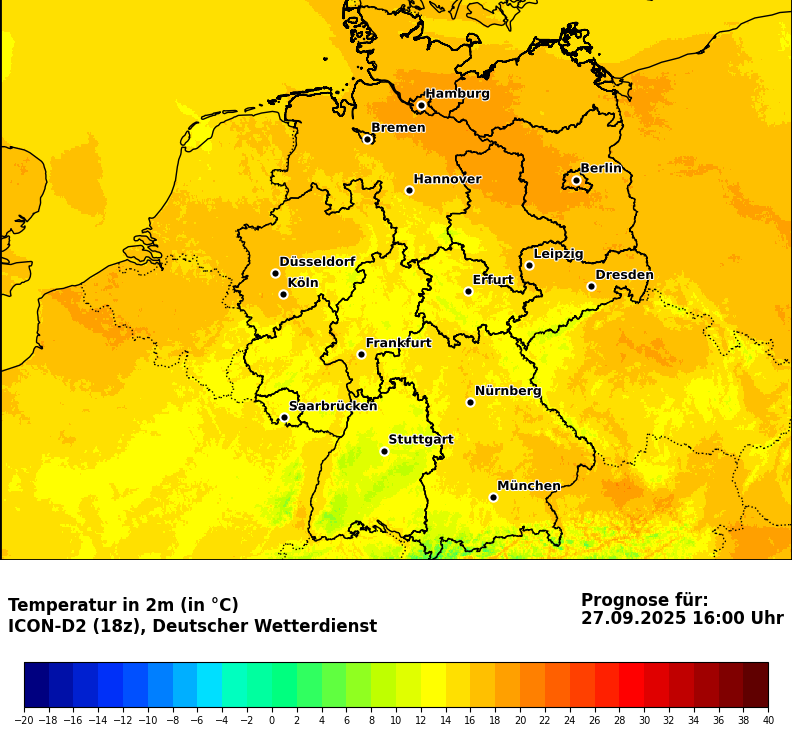 Hamburg
Bremen
Berlin
Hannover
Leipzig
Düsseldorf
Dresden
Köln
Erfurt
Frankfurt
Nürnberg
Saarbrücken
Stuttgart
München
Temperatur in 2m (in °C)
ICON-D2 (18z), Deutscher Wetterdienst
Prognose für:
27.09.2025 16:00 Uhr
−20 −18 −16 −14 −12 −10 −8 −6 −4 −2 0 2 4 6 8 10 12 14 16 18 20 22 24 26 28 30 32 34 36 38 40